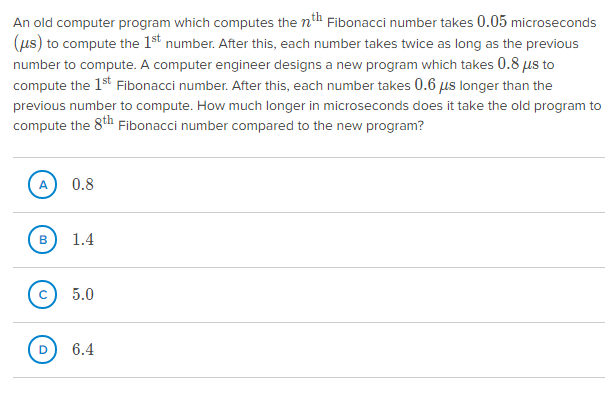 An old computer program which computes the nᵗʰ Fibonacci number takes 0.05 microseconds
(μs) to compute the 1ˢᵗ number. After this, each number takes twice as long as the previous
number to compute. A computer engineer designs a new program which takes 0.8 μs to
compute the 1ˢᵗ Fibonacci number. After this, each number takes 0.6 μs longer than the
previous number to compute. How much longer in microseconds does it take the old program to
compute the 8ᵗʰ Fibonacci number compared to the new program?
A 0.8
B 1.4
C 5.0
D 6.4